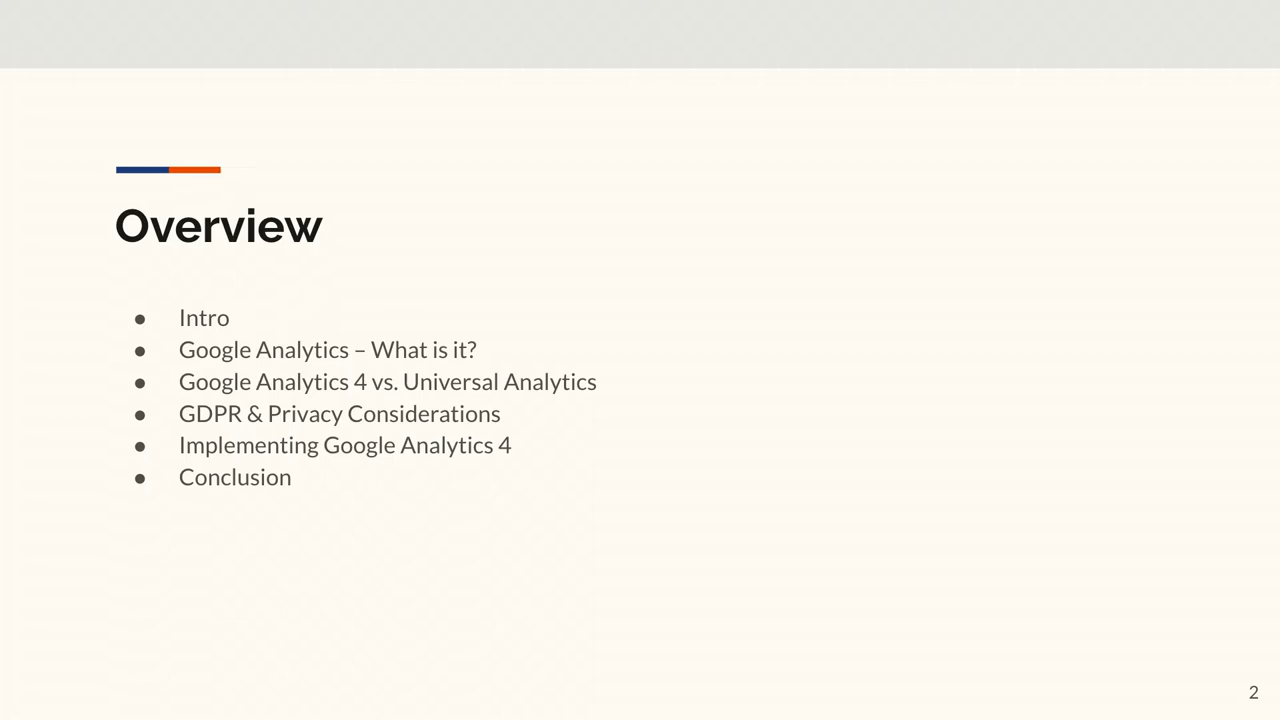 Overview
● Intro
● Google Analytics – What is it?
● Google Analytics 4 vs. Universal Analytics
● GDPR & Privacy Considerations
● Implementing Google Analytics 4
● Conclusion
2